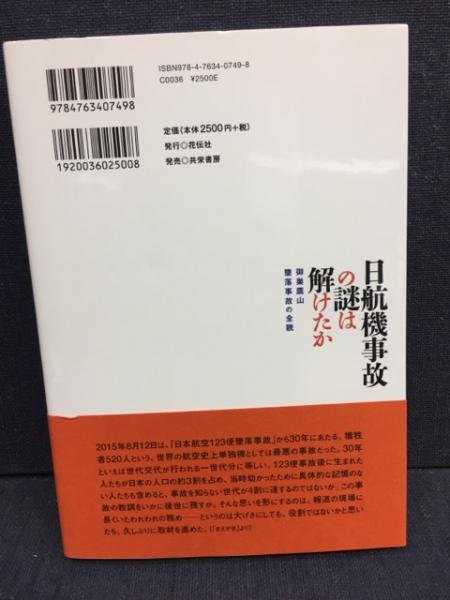 ISBN978-4-7634-0749-8
C0036 ¥2500E
9784763407498
定価(本体2500円+税)
発行◎花伝社
発売◎共栄書房
1920036025008
日航機事故
の謎は
解けたか
御巣鷹山
墜落事故の全貌
2015年8月12日は、「日本航空123便墜落事故」から30年にあたる。犠牲
者520人という、世界の航空史上単独機としては最悪の事故だった。30年
といえば世代交代が行われる一世代分に等しい。123便事故後に生まれた
人たちが日本の人口の約3割を占め、当時幼かったために具体的な記憶のな
い人たちも含めると、事故を知らない世代が4割に達するのではないか。この事
故の教訓をいかに後世に残すか。そんな思いを形にするのは、報道の現場に
長くいたわれわれの務め――というのは大げさにしても、役割ではないかと思い
たち、久しぶりに取材を進めた。(「まえがき」より)